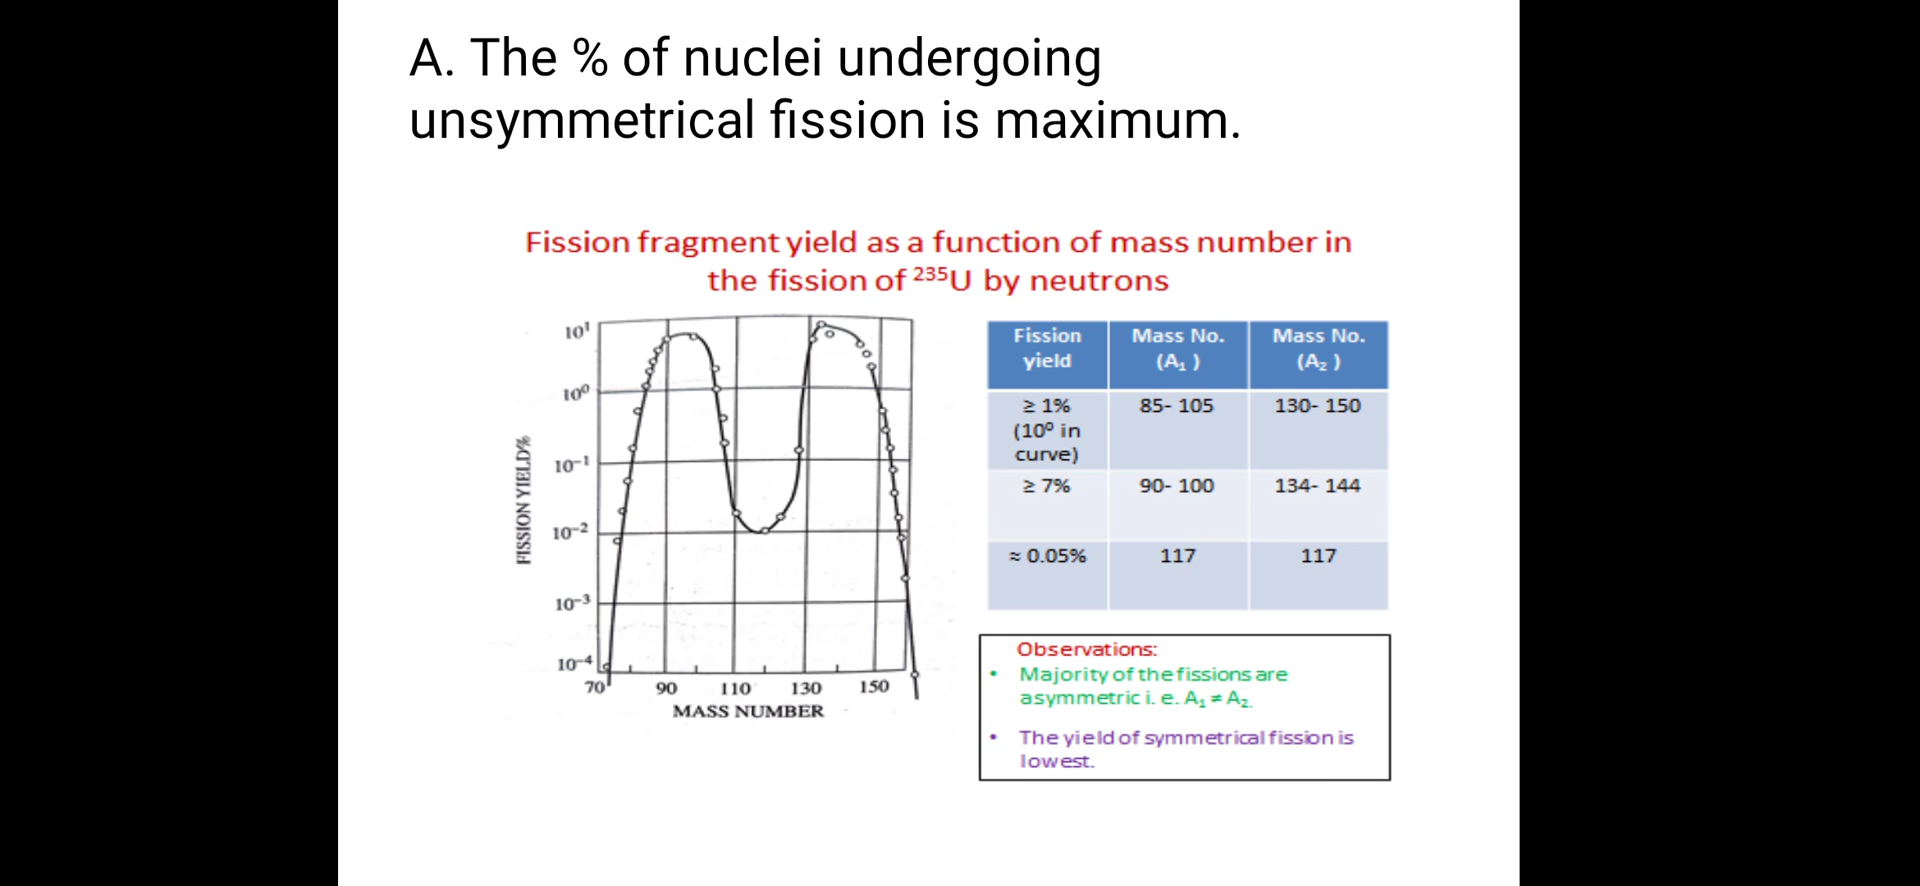 A. The % of nuclei undergoing
unsymmetrical fission is maximum.
Fission fragment yield as a function of mass number in
the fission of ²³⁵U by neutrons
FISSION YIELD%
10¹
10⁰
10⁻¹
10⁻²
10⁻³
10⁻⁴
70 90 110 130 150
MASS NUMBER
Fission yield Mass No. (A₁ ) Mass No. (A₂ )
≥ 1% (10⁰ in curve) 85- 105 130- 150
≥ 7% 90- 100 134- 144
≈ 0.05% 117 117
Observations:
• Majority of the fissions are
asymmetric i. e. A₁ ≠ A₂.
• The yield of symmetrical fission is
lowest.